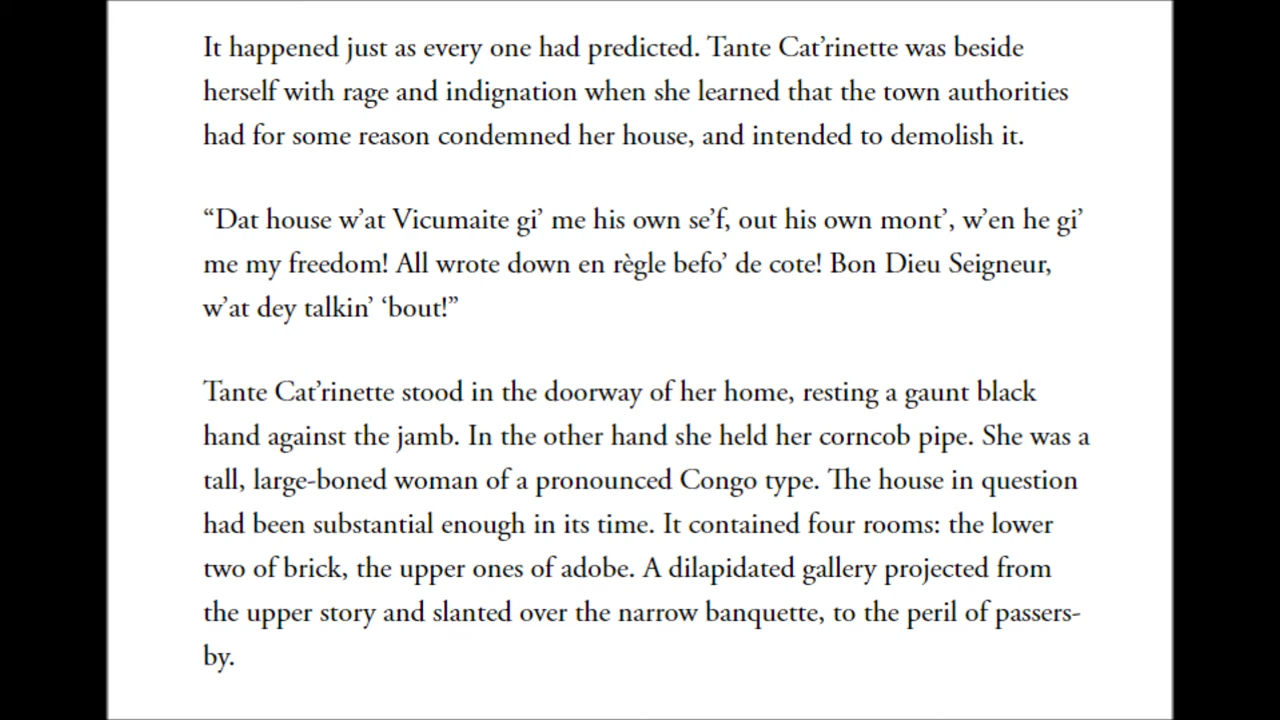 It happened just as every one had predicted. Tante Cat’rinette was beside
herself with rage and indignation when she learned that the town authorities
had for some reason condemned her house, and intended to demolish it.
“Dat house w’at Vicumaite gi’ me his own se’f, out his own mont’, w’en he gi’
me my freedom! All wrote down en règle befo’ de cote! Bon Dieu Seigneur,
w’at dey talkin’ ‘bout!”
Tante Cat’rinette stood in the doorway of her home, resting a gaunt black
hand against the jamb. In the other hand she held her corncob pipe. She was a
tall, large-boned woman of a pronounced Congo type. The house in question
had been substantial enough in its time. It contained four rooms: the lower
two of brick, the upper ones of adobe. A dilapidated gallery projected from
the upper story and slanted over the narrow banquette, to the peril of passers-
by.